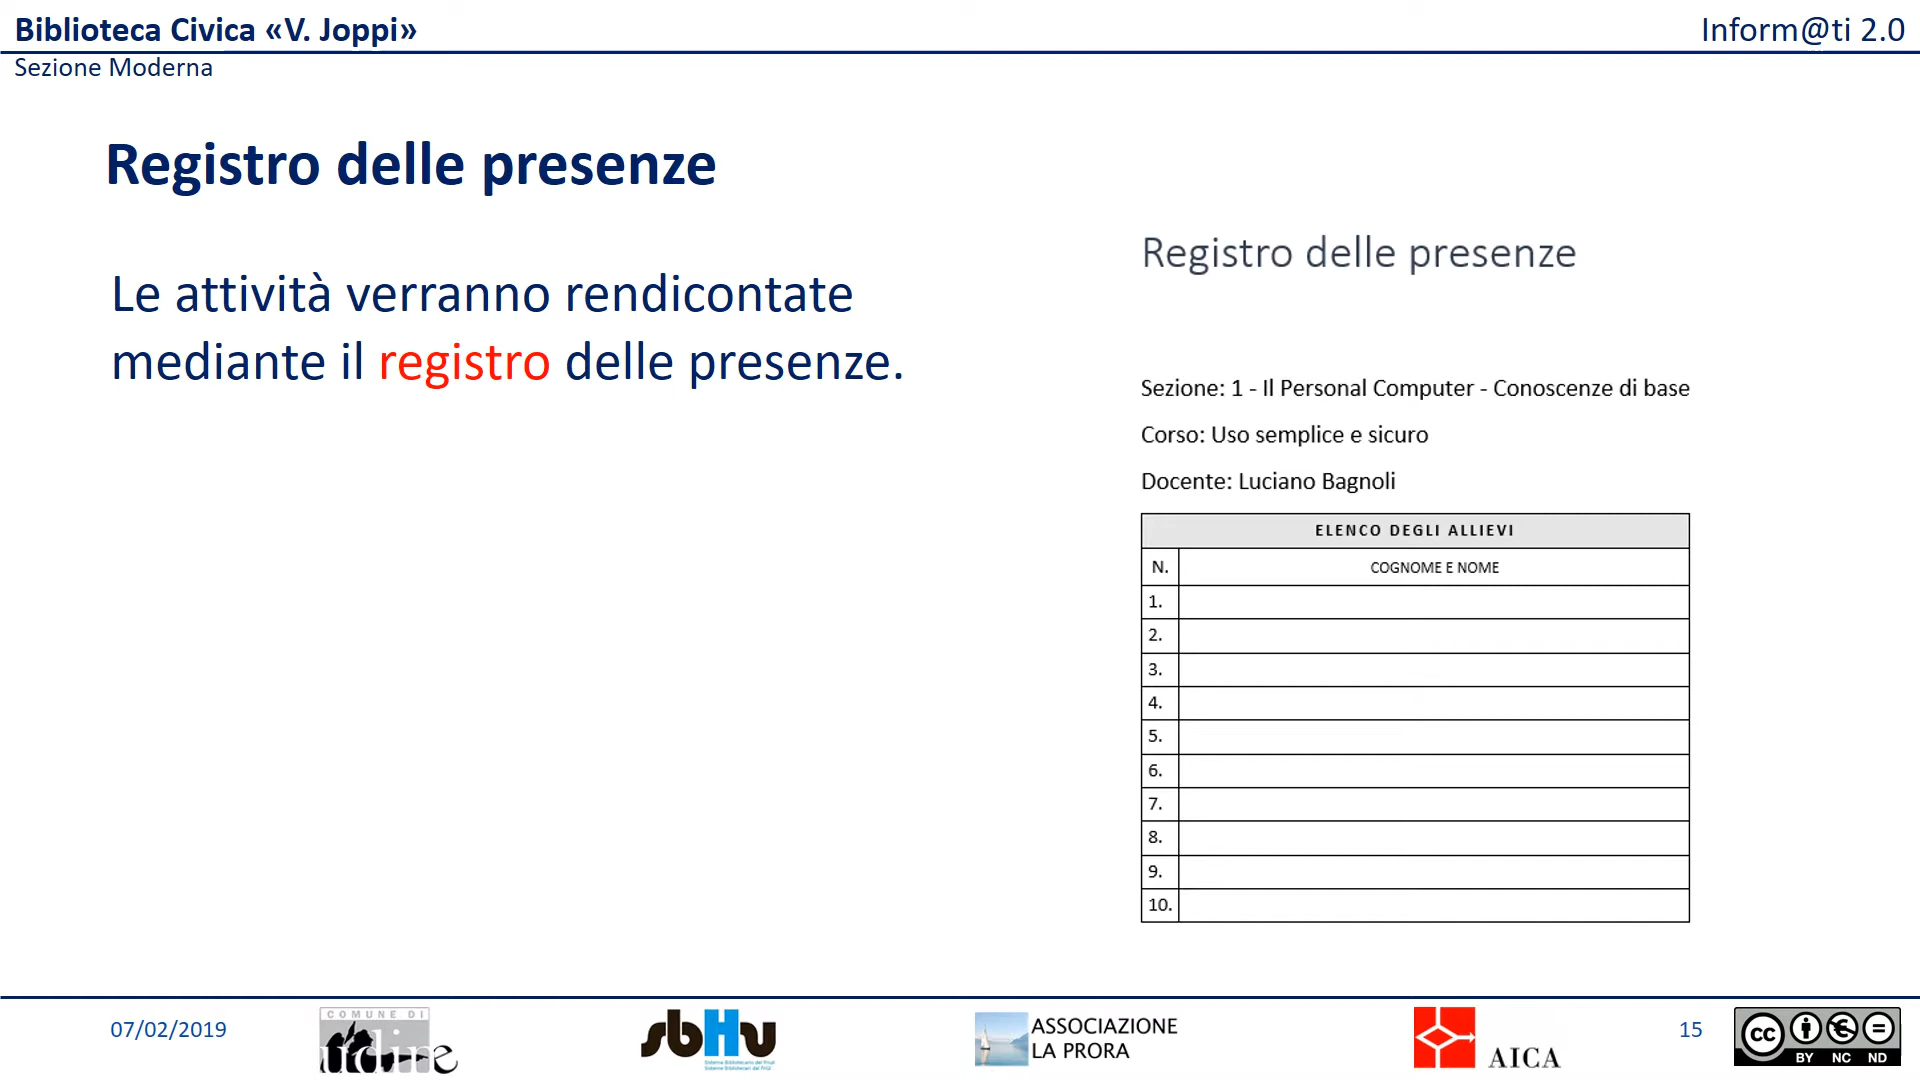 Biblioteca Civica «V. Joppi»
Inform@ti 2.0
Sezione Moderna
Registro delle presenze
Le attività verranno rendicontate
mediante il registro delle presenze.
Registro delle presenze
Sezione: 1 - Il Personal Computer - Conoscenze di base
Corso: Uso semplice e sicuro
Docente: Luciano Bagnoli
ELENCO DEGLI ALLIEVI
N. COGNOME E NOME
1.
2.
3.
4.
5.
6.
7.
8.
9.
10.
07/02/2019
COMUNE DI
udine
sbHu
ASSOCIAZIONE
LA PRORA
AICA
15
cc
BY NC ND